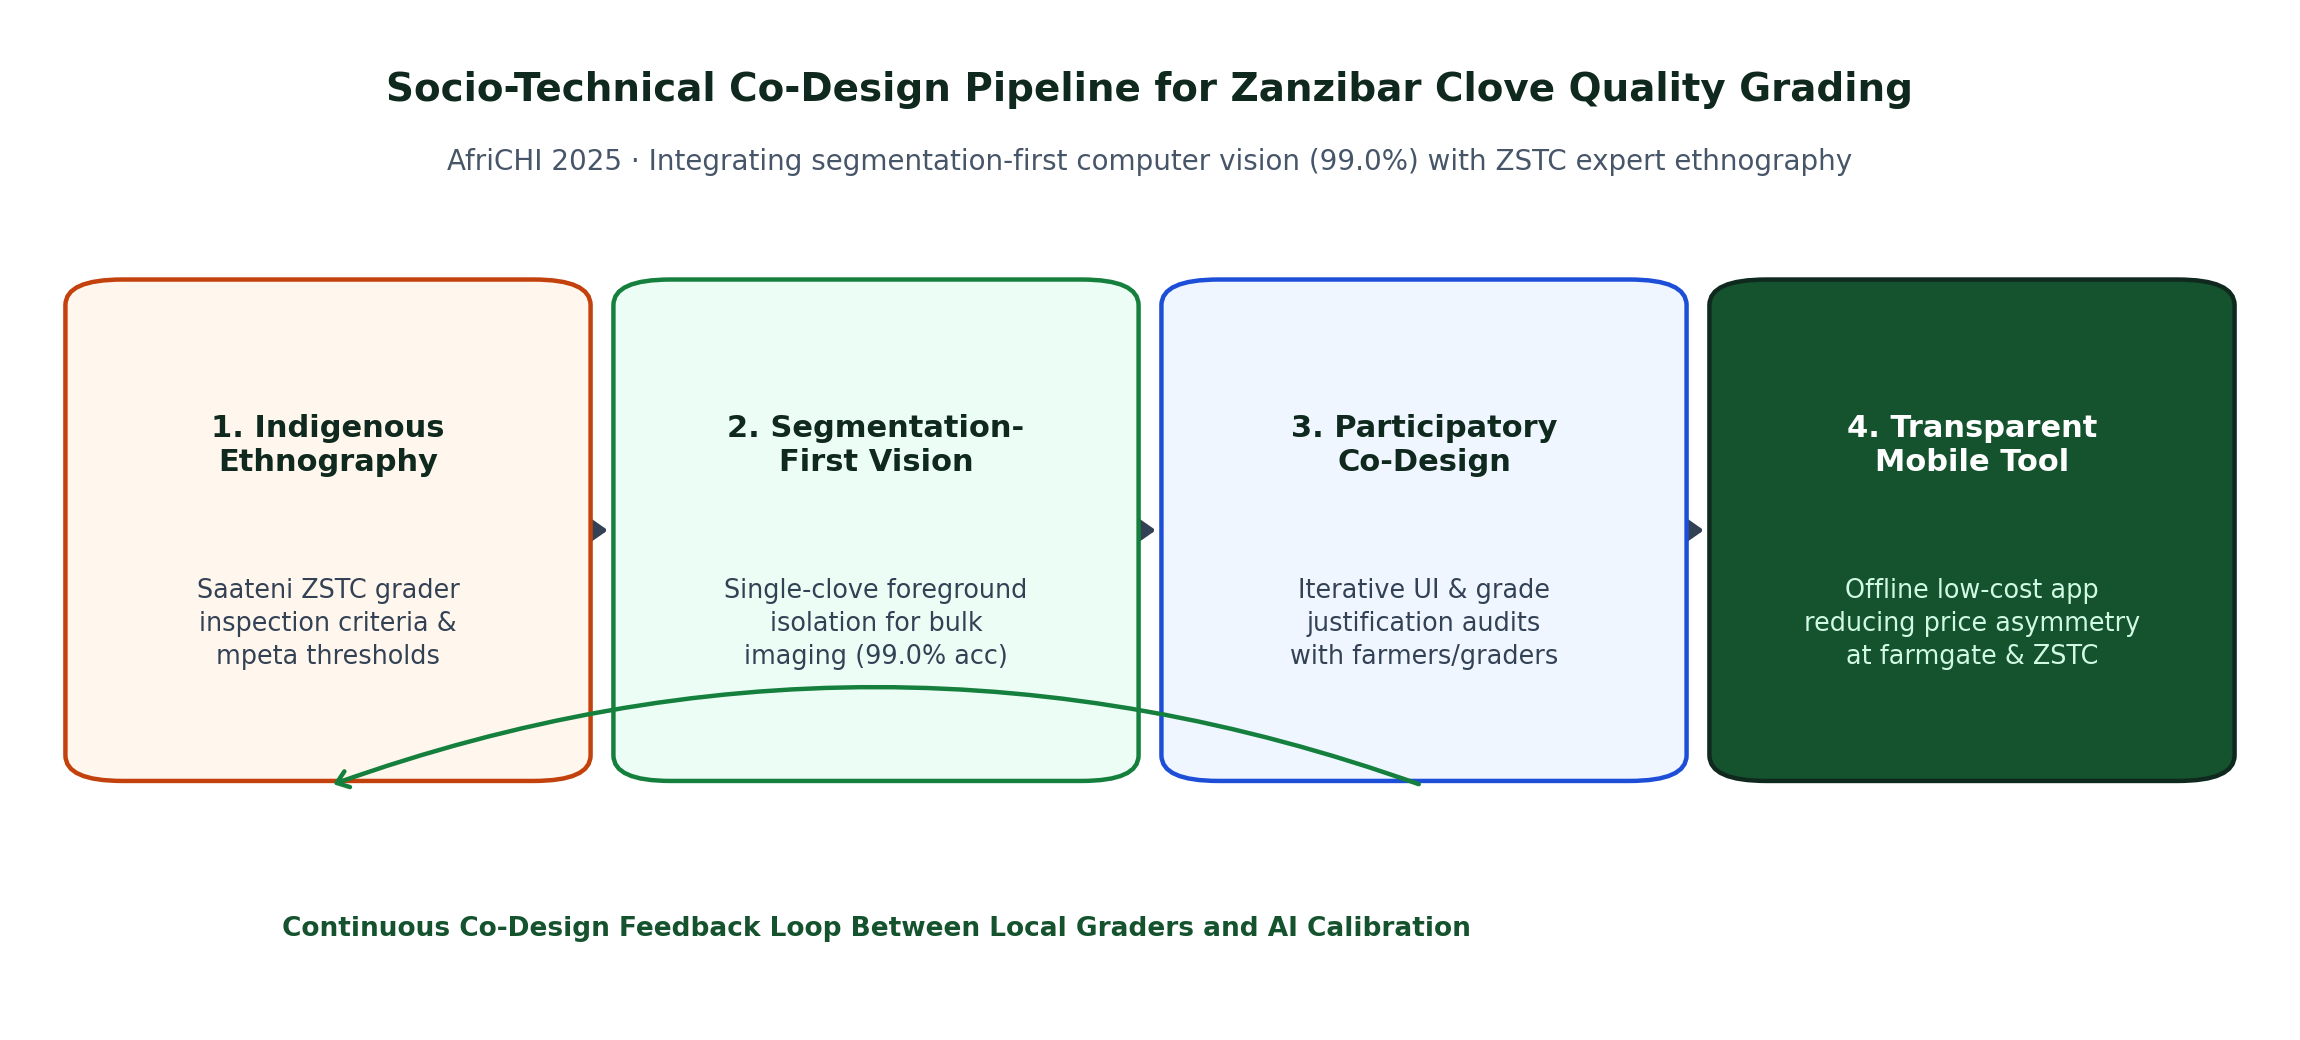 Socio-Technical Co-Design Pipeline for Zanzibar Clove Quality Grading
AfriCHI 2025 · Integrating segmentation-first computer vision (99.0%) with ZSTC expert ethnography
1. Indigenous
Ethnography
Saateni ZSTC grader
inspection criteria &
mpeta thresholds
2. Segmentation-
First Vision
Single-clove foreground
isolation for bulk
imaging (99.0% acc)
3. Participatory
Co-Design
Iterative UI & grade
justification audits
with farmers/graders
4. Transparent
Mobile Tool
Offline low-cost app
reducing price asymmetry
at farmgate & ZSTC
Continuous Co-Design Feedback Loop Between Local Graders and AI Calibration